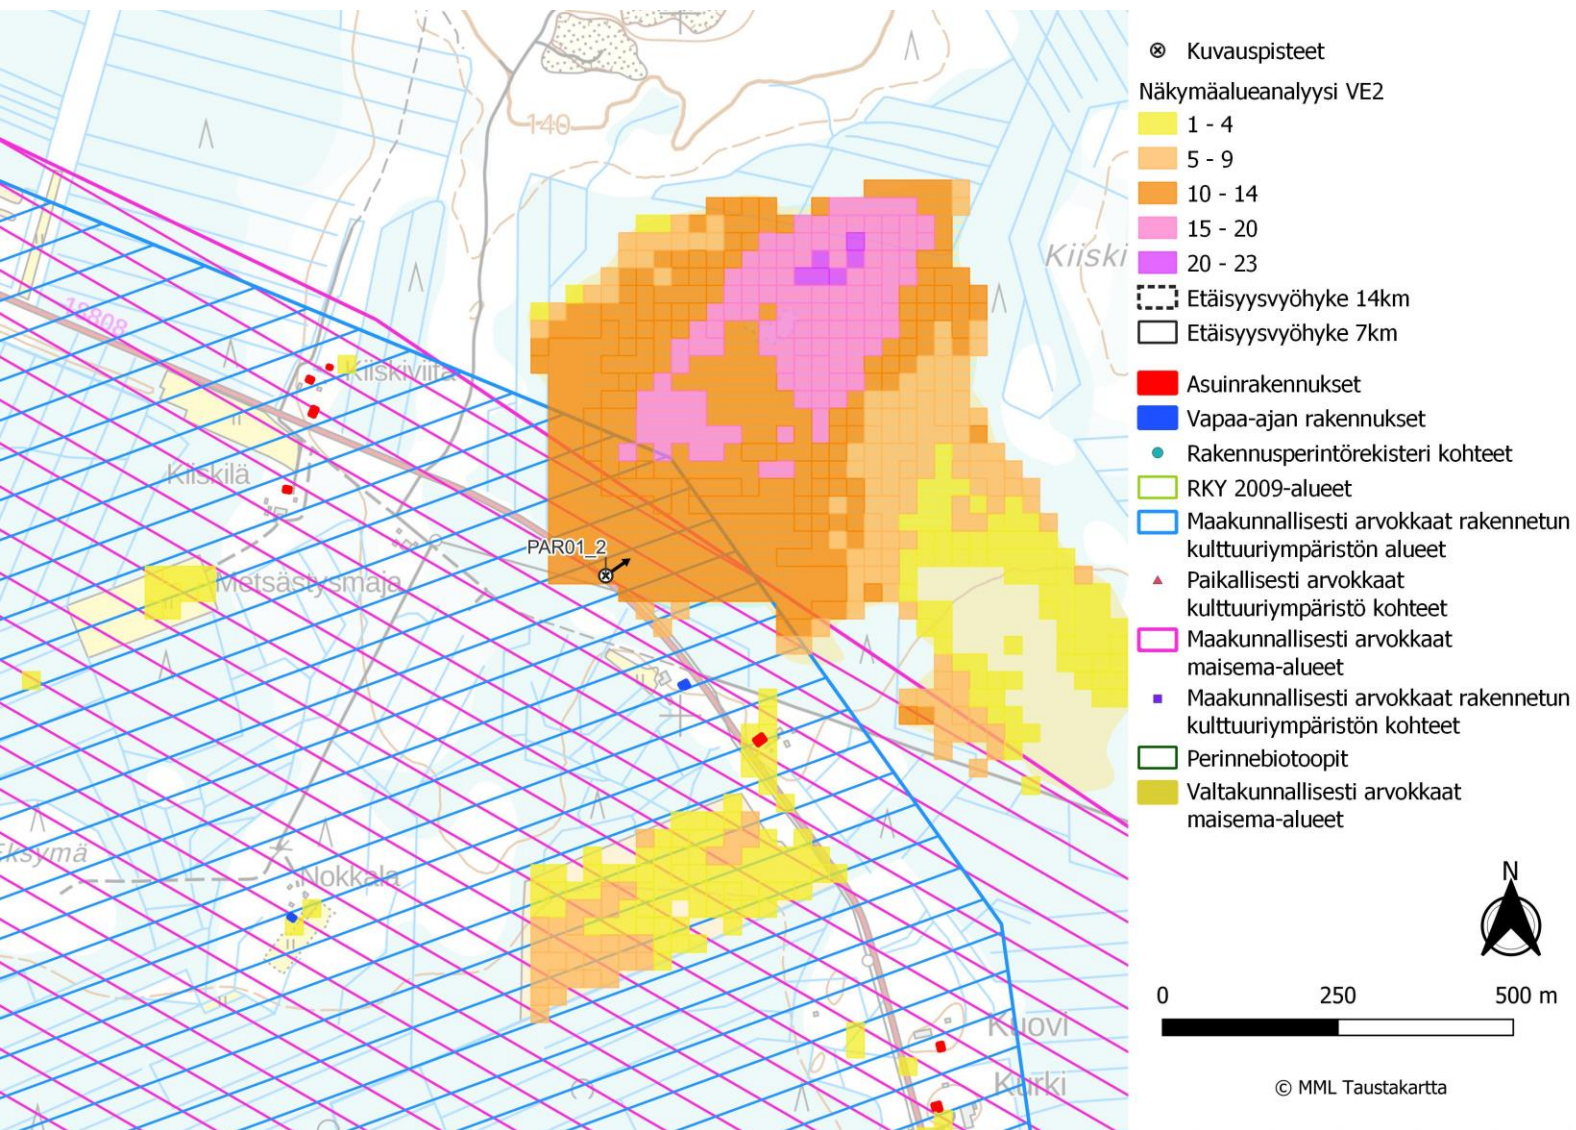 140
Kiiski
18808
Kiiskiviita
Kiiskilä
PAR01_2
Metsästysmaja
Eksymä
Nokkala
Kuovi
Kurki
Kuvauspisteet
Näkymäalueanalyysi VE2
1 - 4
5 - 9
10 - 14
15 - 20
20 - 23
Etäisyysvyöhyke 14km
Etäisyysvyöhyke 7km
Asuinrakennukset
Vapaa-ajan rakennukset
Rakennusperintörekisteri kohteet
RKY 2009-alueet
Maakunnallisesti arvokkaat rakennetun
kulttuuriympäristön alueet
Paikallisesti arvokkaat
kulttuuriympäristö kohteet
Maakunnallisesti arvokkaat
maisema-alueet
Maakunnallisesti arvokkaat rakennetun
kulttuuriympäristön kohteet
Perinnebiotoopit
Valtakunnallisesti arvokkaat
maisema-alueet
N
0 250 500 m
© MML Taustakartta